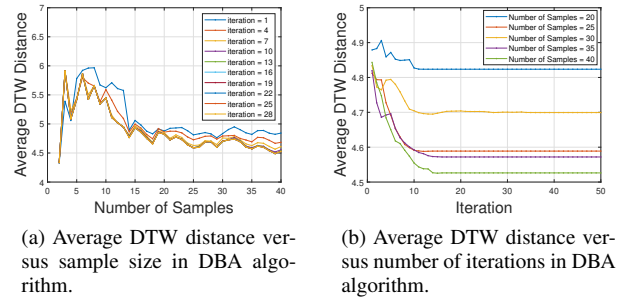 7
6.5
6
5.5
5
4.5
4
Average DTW Distance
0 10 20 30 40
Number of Samples
iteration = 1
iteration = 4
iteration = 7
iteration = 10
iteration = 13
iteration = 16
iteration = 19
iteration = 22
iteration = 25
iteration = 28
(a) Average DTW distance ver-
sus sample size in DBA algo-
rithm.
5
4.9
4.8
4.7
4.6
4.5
Average DTW Distance
0 10 20 30 40 50
Iteration
Number of Samples = 20
Number of Samples = 25
Number of Samples = 30
Number of Samples = 35
Number of Samples = 40
(b) Average DTW distance ver-
sus number of iterations in DBA
algorithm.